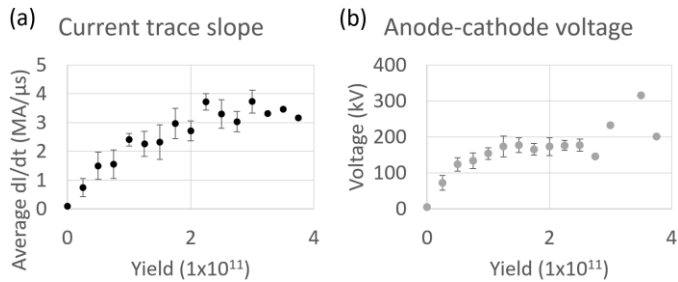 (a) Current trace slope
Average dI/dt (MA/μs)
5
4
3
2
1
0
0 2 4
Yield (1x10¹¹)
(b) Anode-cathode voltage
Voltage (kV)
400
300
200
100
0
0 2 4
Yield (1x10¹¹)